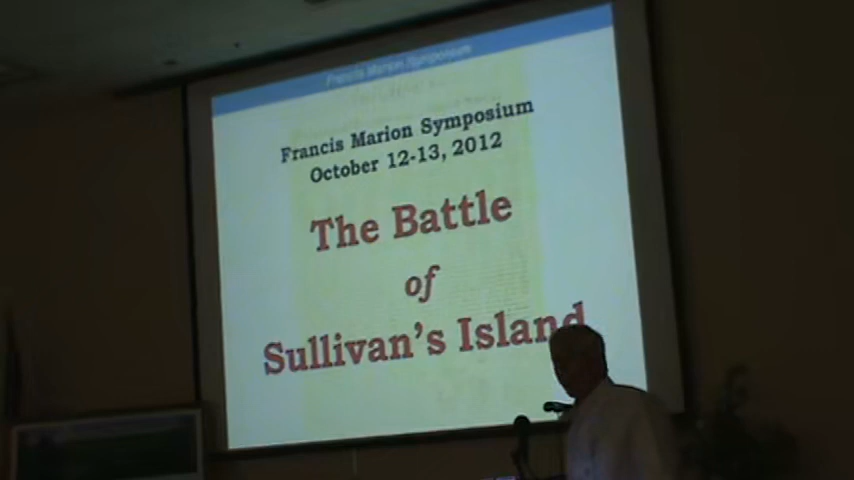 Francis Marion Symposium
Francis Marion Symposium
October 12-13, 2012
The Battle
of
Sullivan's Island